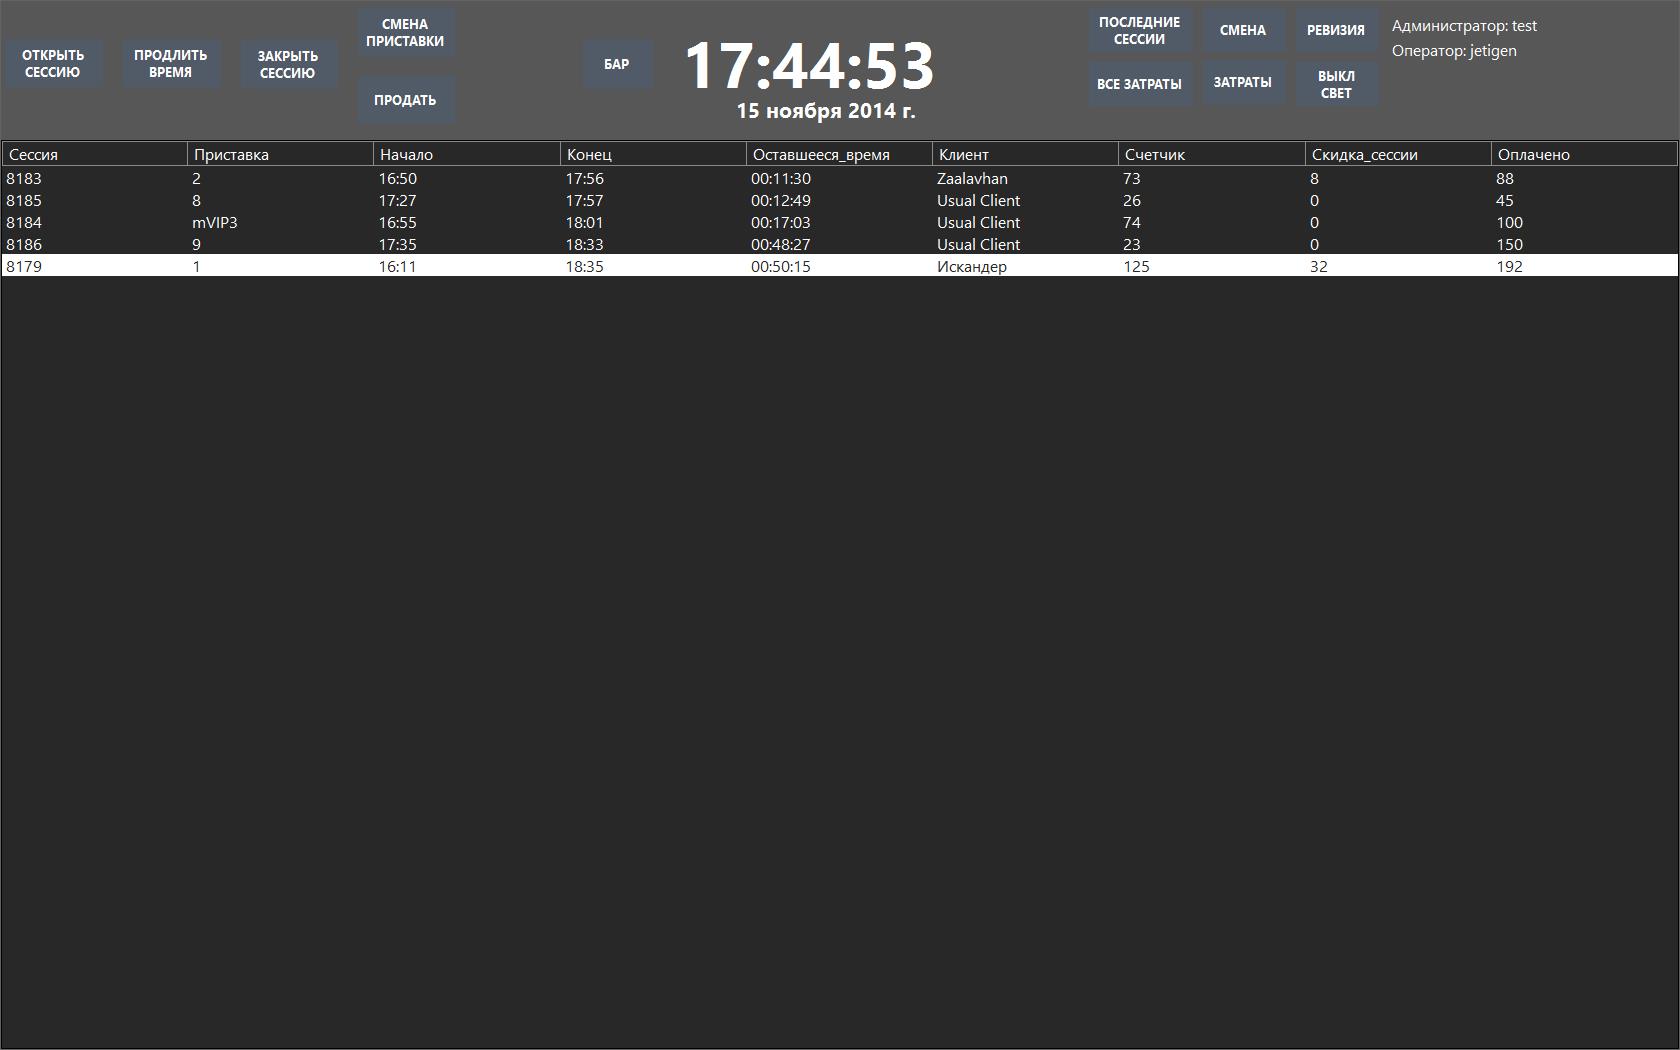 ОТКРЫТЬ
СЕССИЮ
ПРОДЛИТЬ
ВРЕМЯ
ЗАКРЫТЬ
СЕССИЮ
СМЕНА
ПРИСТАВКИ
ПРОДАТЬ
БАР
17:44:53
15 ноября 2014 г.
ПОСЛЕДНИЕ
СЕССИИ
СМЕНА
РЕВИЗИЯ
ВСЕ ЗАТРАТЫ
ЗАТРАТЫ
ВЫКЛ
СВЕТ
Администратор: test
Оператор: jetigen
Сессия Приставка Начало Конец Оставшееся_время Клиент Счетчик Скидка_сессии Оплачено
8183 2 16:50 17:56 00:11:30 Zaalavhan 73 8 88
8185 8 17:27 17:57 00:12:49 Usual Client 26 0 45
8184 mVIP3 16:55 18:01 00:17:03 Usual Client 74 0 100
8186 9 17:35 18:33 00:48:27 Usual Client 23 0 150
8179 1 16:11 18:35 00:50:15 Искандер 125 32 192